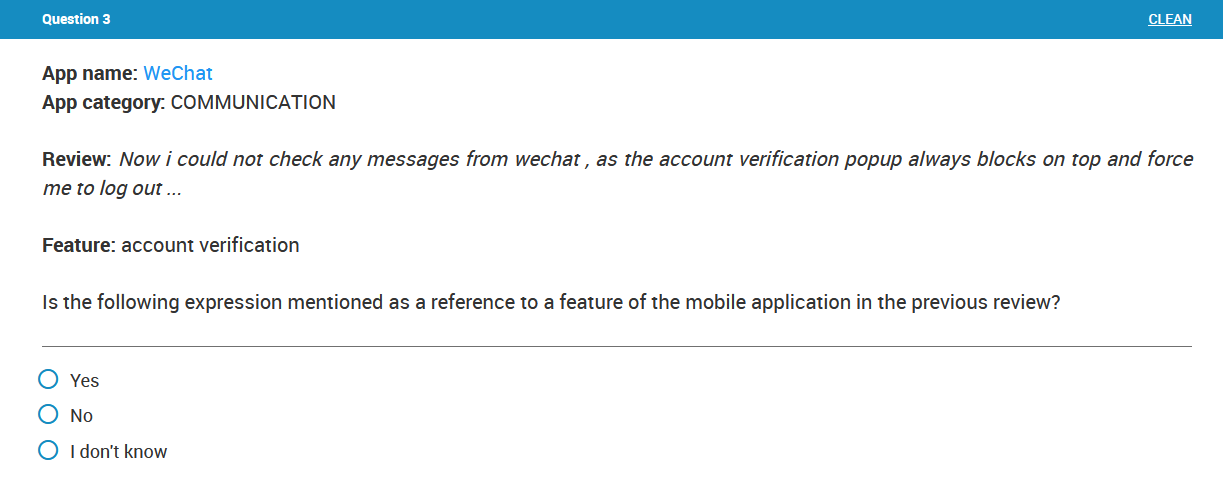 Question 3
CLEAN
App name: WeChat
App category: COMMUNICATION
Review: Now i could not check any messages from wechat , as the account verification popup always blocks on top and force
me to log out ...
Feature: account verification
Is the following expression mentioned as a reference to a feature of the mobile application in the previous review?
Yes
No
I don't know